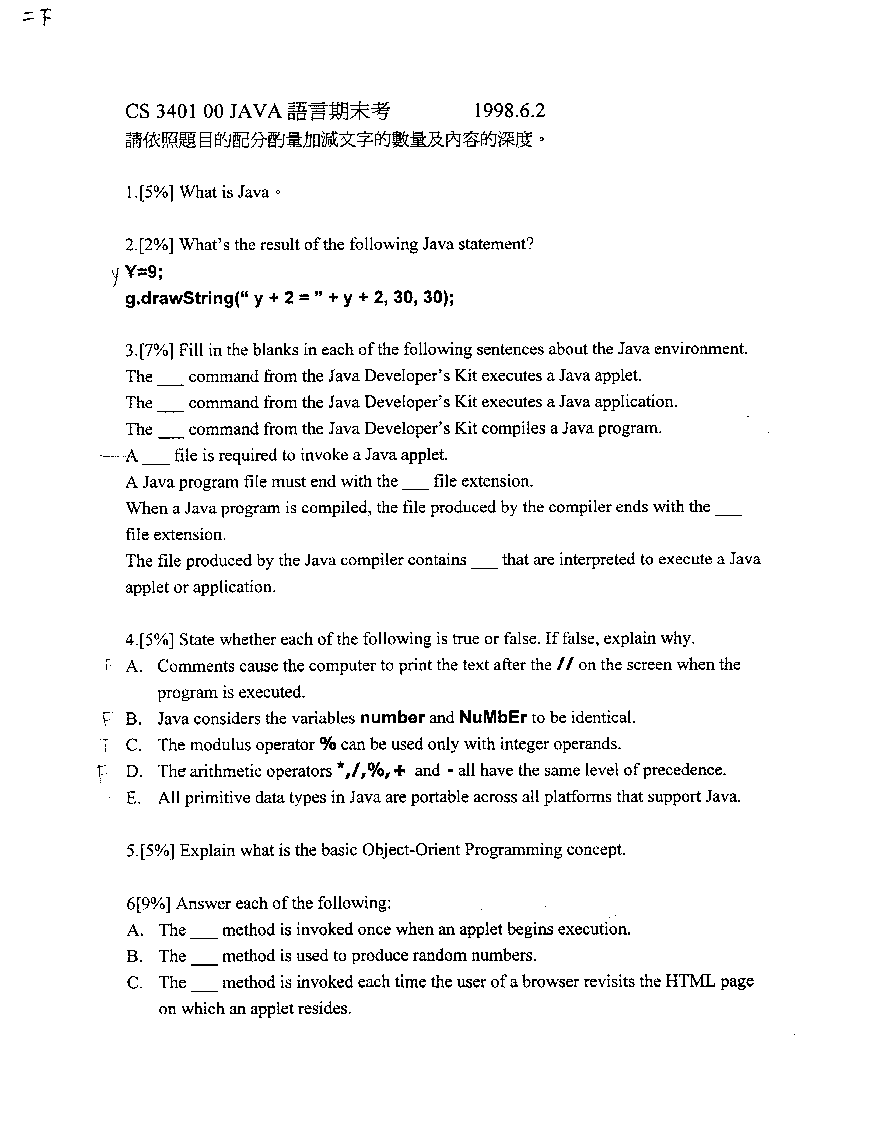 二下
CS 3401 00 JAVA 語言期末考 1998.6.2
請依照題目的配分酌量加減文字的數量及內容的深度。
1.[5%] What is Java。
2.[2%] What's the result of the following Java statement?
y Y=9;
g.drawString(“ y + 2 = ” + y + 2, 30, 30);
3.[7%] Fill in the blanks in each of the following sentences about the Java environment.
The ___ command from the Java Developer's Kit executes a Java applet.
The ___ command from the Java Developer's Kit executes a Java application.
The ___ command from the Java Developer's Kit compiles a Java program.
A ___ file is required to invoke a Java applet.
A Java program file must end with the ___ file extension.
When a Java program is compiled, the file produced by the compiler ends with the ___
file extension.
The file produced by the Java compiler contains ___ that are interpreted to execute a Java
applet or application.
4.[5%] State whether each of the following is true or false. If false, explain why.
F A. Comments cause the computer to print the text after the // on the screen when the
program is executed.
F B. Java considers the variables number and NuMbEr to be identical.
T C. The modulus operator % can be used only with integer operands.
F D. The arithmetic operators *,/,%,+ and - all have the same level of precedence.
E. All primitive data types in Java are portable across all platforms that support Java.
5.[5%] Explain what is the basic Object-Orient Programming concept.
6[9%] Answer each of the following:
A. The ___ method is invoked once when an applet begins execution.
B. The ___ method is used to produce random numbers.
C. The ___ method is invoked each time the user of a browser revisits the HTML page
on which an applet resides.